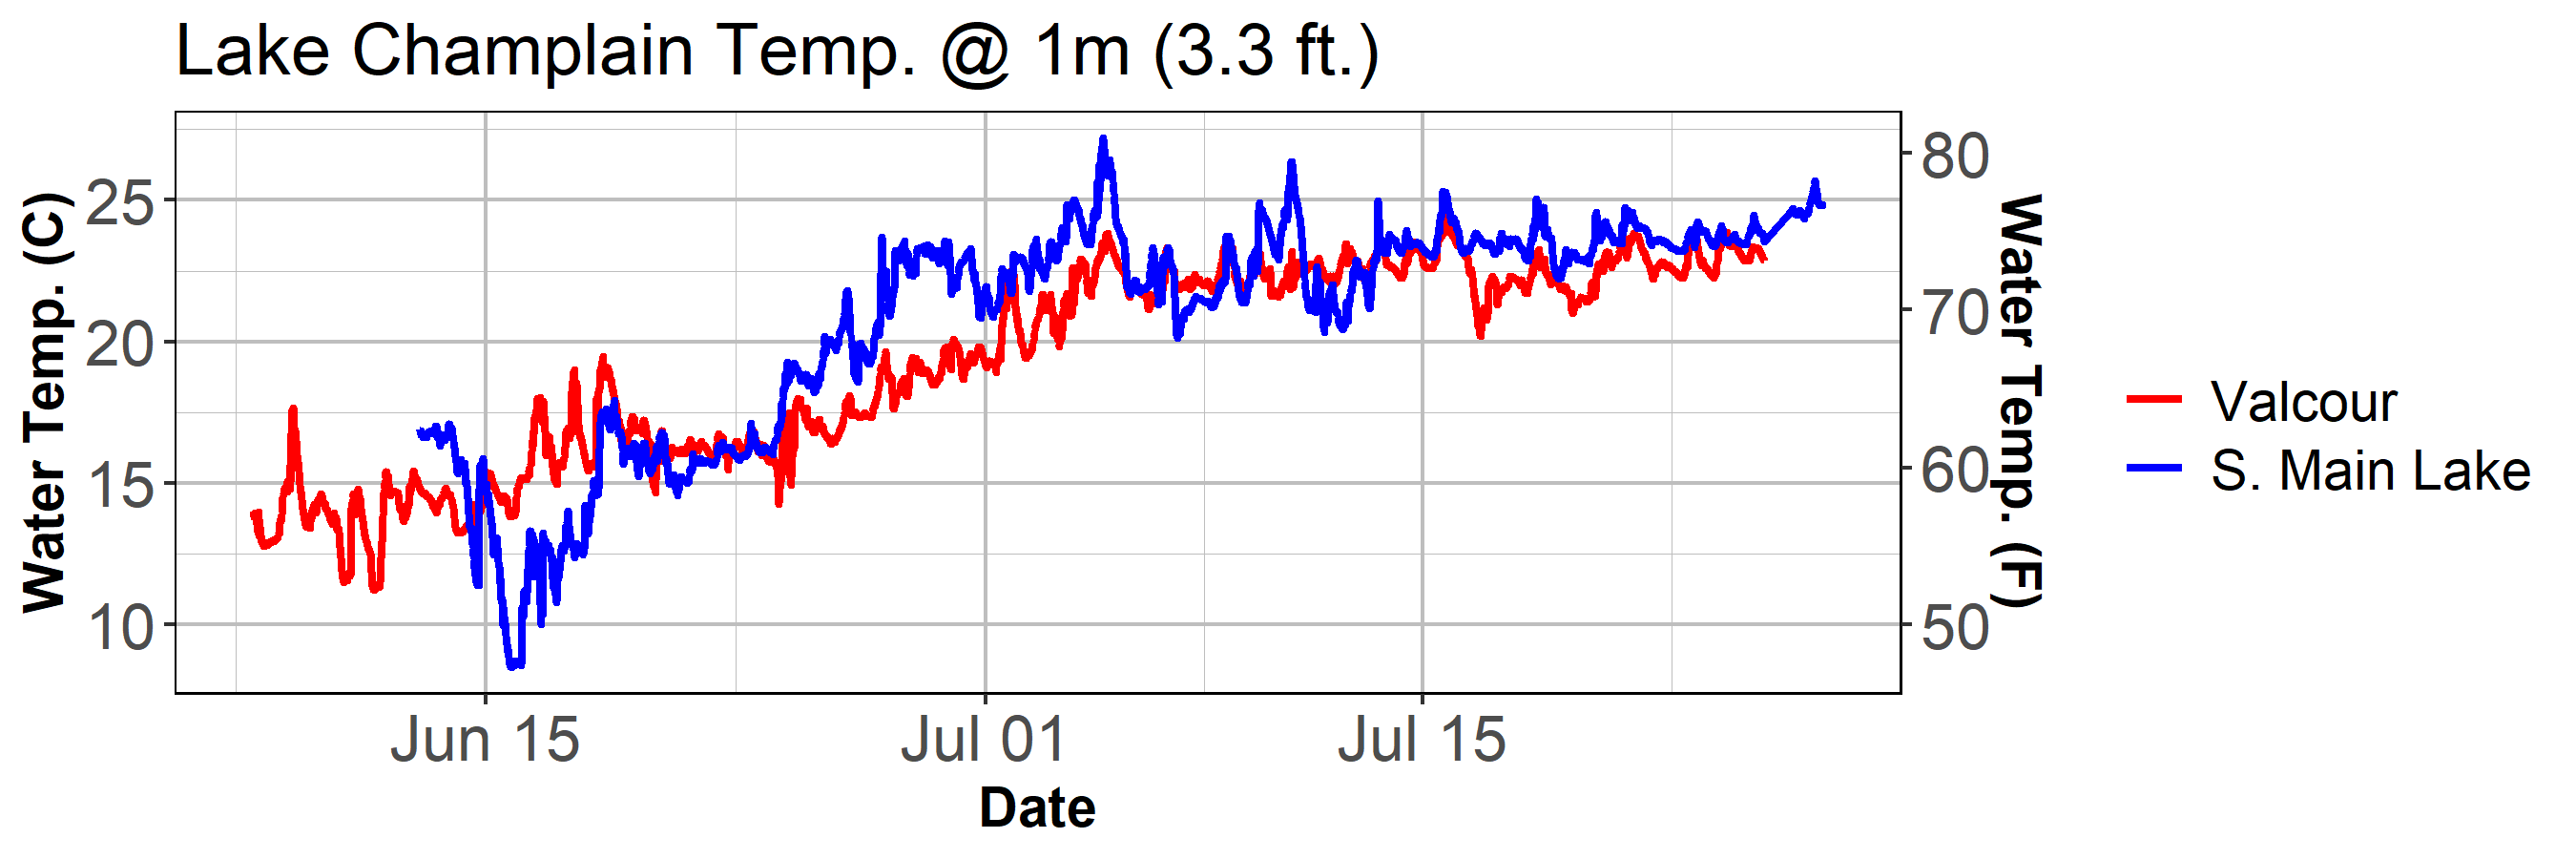 Lake Champlain Temp. @ 1m (3.3 ft.)
Water Temp. (C)
25
20
15
10
80
70
60
50
Water Temp. (F)
Jun 15
Jul 01
Jul 15
Date
Valcour
S. Main Lake